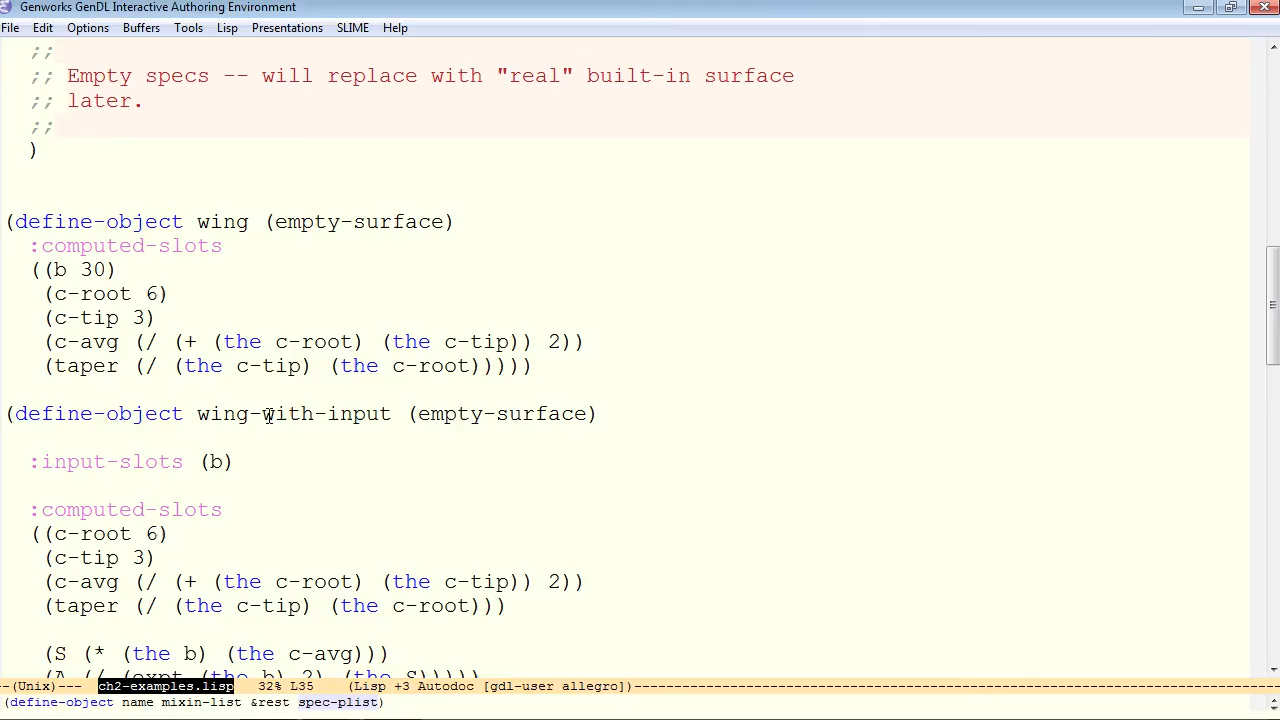 Genworks GenDL Interactive Authoring Environment
File Edit Options Buffers Tools Lisp Presentations SLIME Help
;;
;; Empty specs -- will replace with "real" built-in surface
;; later.
;;
)
(define-object wing (empty-surface)
:computed-slots
((b 30)
(c-root 6)
(c-tip 3)
(c-avg (/ (+ (the c-root) (the c-tip)) 2))
(taper (/ (the c-tip) (the c-root)))))
(define-object wing-with-input (empty-surface)
:input-slots (b)
:computed-slots
((c-root 6)
(c-tip 3)
(c-avg (/ (+ (the c-root) (the c-tip)) 2))
(taper (/ (the c-tip) (the c-root)))
(S (* (the b) (the c-avg)))
(A (/ (expt (the b) 2) (the S)))))
--(Unix)--- ch2-examples.lisp 32% L35 (Lisp +3 Autodoc [gdl-user allegro])---
(define-object name mixin-list &rest spec-plist)